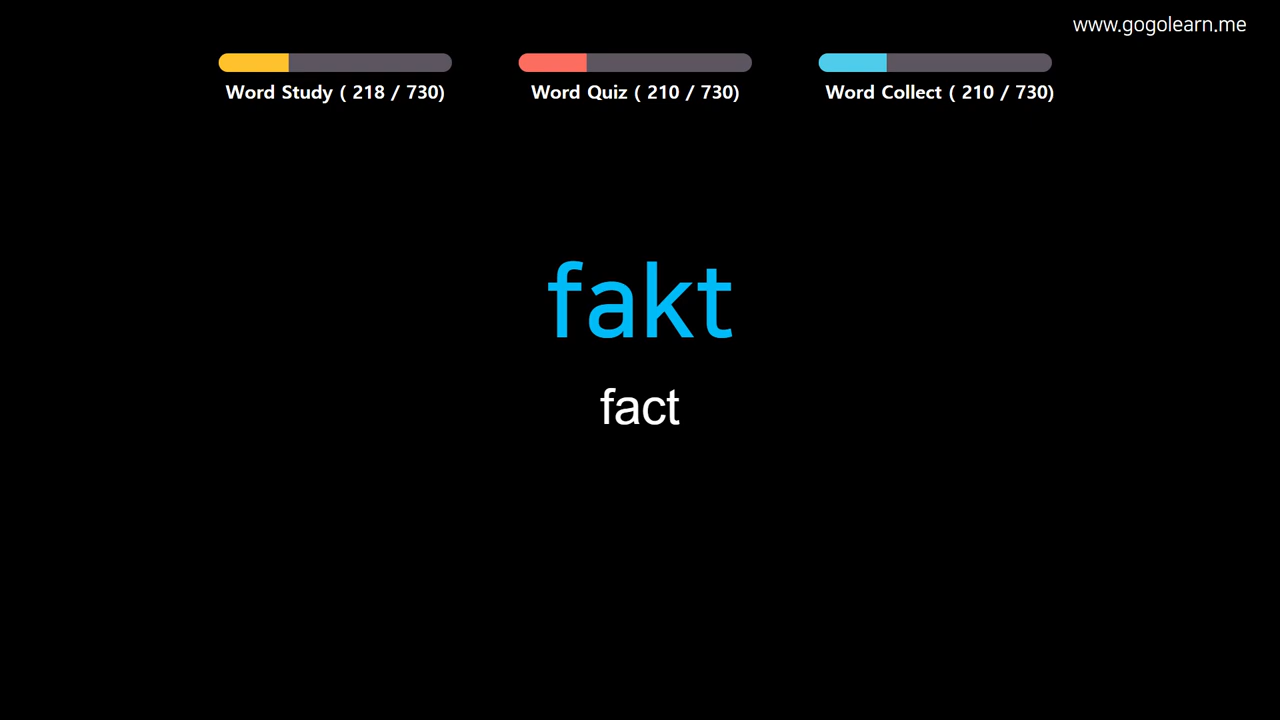 www.gogolearn.me
Word Study ( 218 / 730)
Word Quiz ( 210 / 730)
Word Collect ( 210 / 730)
fakt
fact